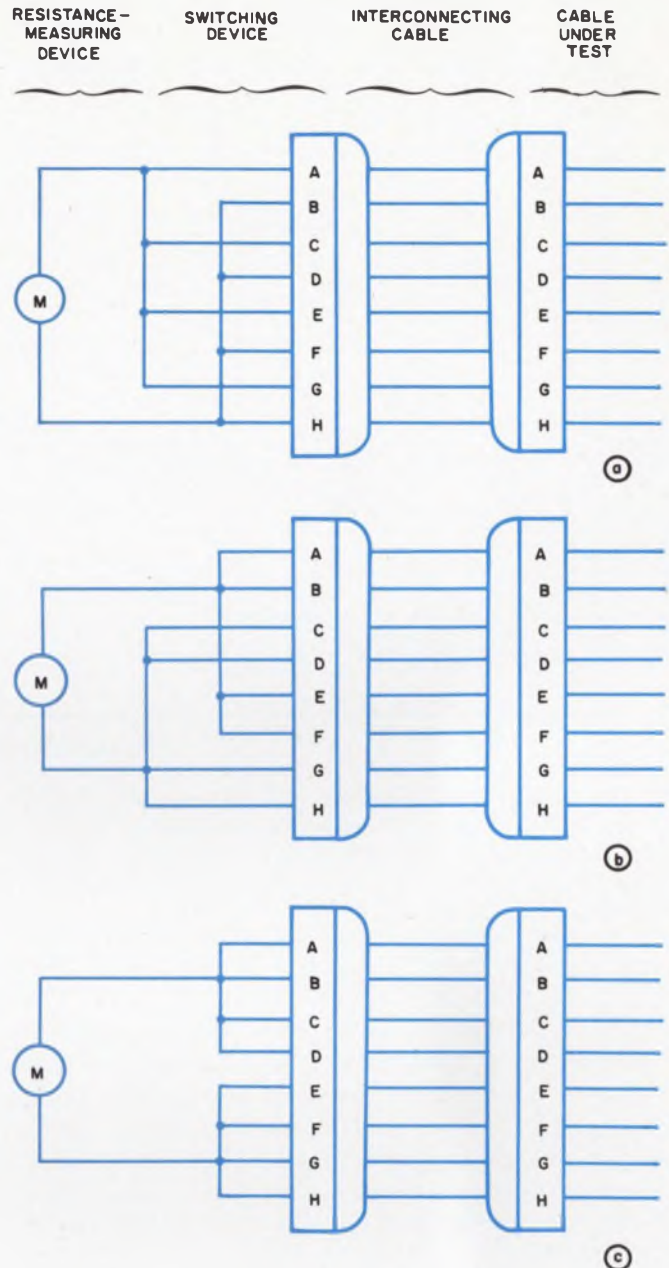 RESISTANCE-
MEASURING
DEVICE
SWITCHING
DEVICE
INTERCONNECTING
CABLE
CABLE
UNDER
TEST
M
A
B
C
D
E
F
G
H
A
B
C
D
E
F
G
H
a
M
A
B
C
D
E
F
G
H
A
B
C
D
E
F
G
H
b
M
A
B
C
D
E
F
G
H
A
B
C
D
E
F
G
H
c